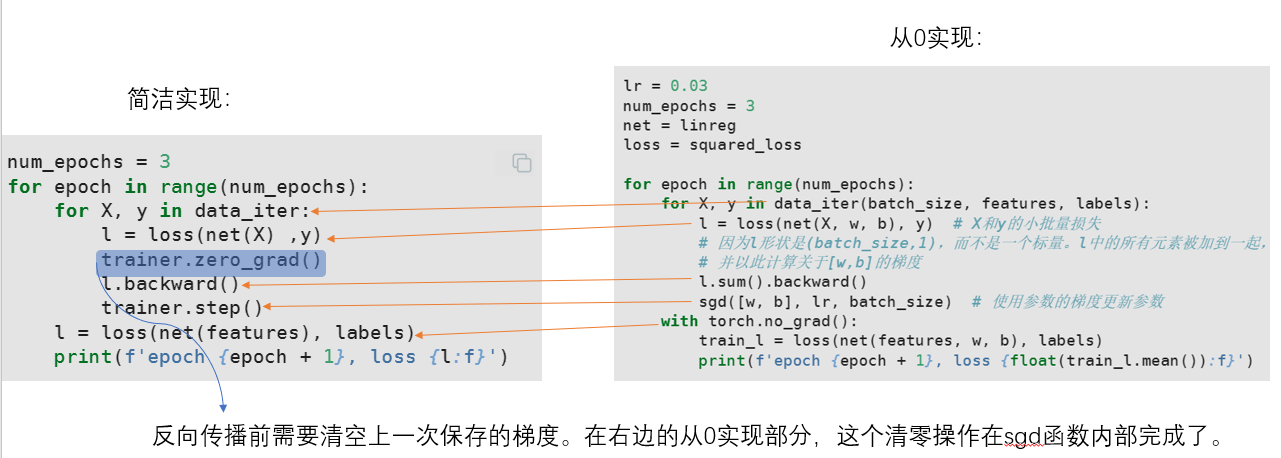 简洁实现：
num_epochs = 3
for epoch in range(num_epochs):
    for X, y in data_iter:
        l = loss(net(X) ,y)
        trainer.zero_grad()
        l.backward()
        trainer.step()
    l = loss(net(features), labels)
    print(f'epoch {epoch + 1}, loss {l:f}')
从0实现：
lr = 0.03
num_epochs = 3
net = linreg
loss = squared_loss
for epoch in range(num_epochs):
    for X, y in data_iter(batch_size, features, labels):
        l = loss(net(X, w, b), y)  # X和y的小批量损失
        # 因为l形状是(batch_size,1)，而不是一个标量。l中的所有元素被加到一起，
        # 并以此计算关于[w,b]的梯度
        l.sum().backward()
        sgd([w, b], lr, batch_size)  # 使用参数的梯度更新参数
    with torch.no_grad():
        train_l = loss(net(features, w, b), labels)
        print(f'epoch {epoch + 1}, loss {float(train_l.mean()):f}')
反向传播前需要清空上一次保存的梯度。在右边的从0实现部分，这个清零操作在sgd函数内部完成了。